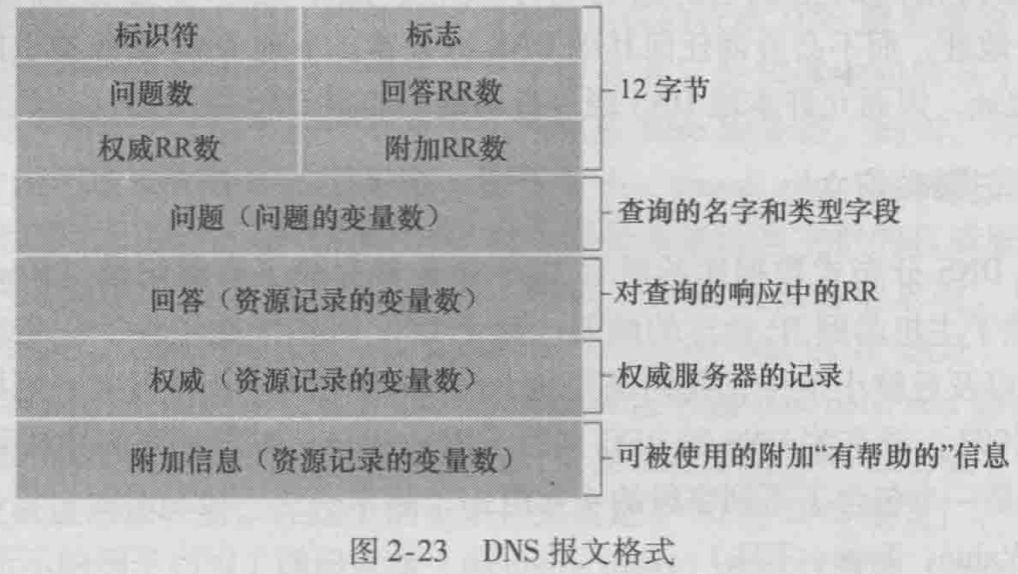 标识符 标志
问题数 回答RR数 12字节
权威RR数 附加RR数
问题（问题的变量数） 查询的名字和类型字段
回答（资源记录的变量数） 对查询的响应中的RR
权威（资源记录的变量数） 权威服务器的记录
附加信息（资源记录的变量数） 可被使用的附加“有帮助的”信息
图 2-23 DNS 报文格式